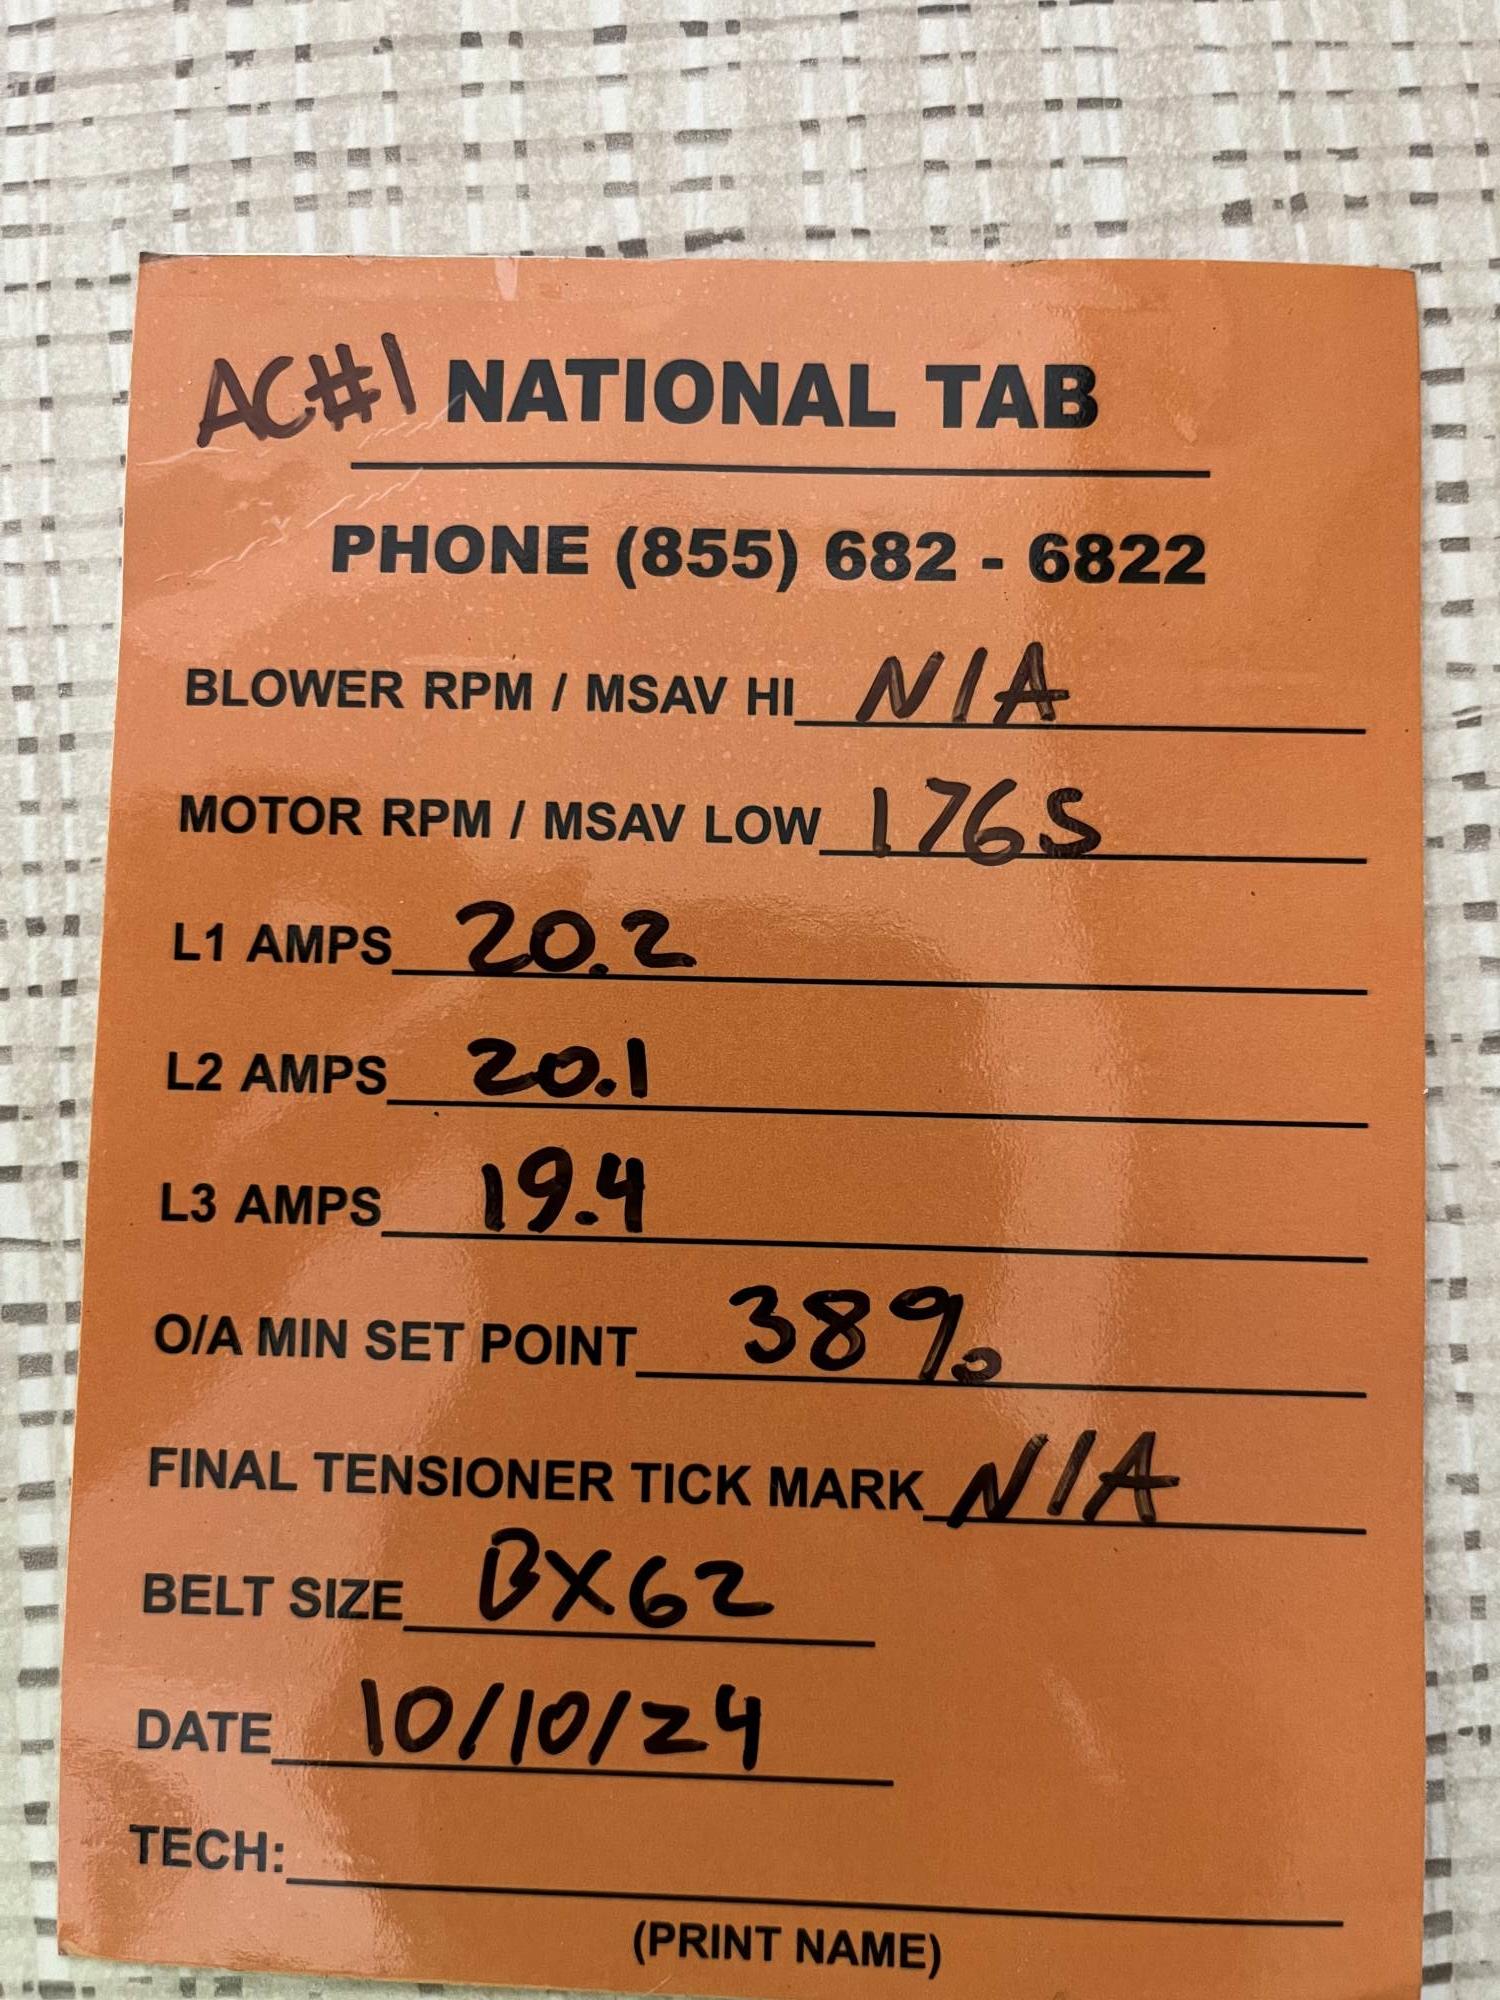 AC#1 NATIONAL TAB
PHONE (855) 682 - 6822
BLOWER RPM / MSAV HI N/A
MOTOR RPM / MSAV LOW 1765
L1 AMPS 20.2
L2 AMPS 20.1
L3 AMPS 19.4
O/A MIN SET POINT 38%
FINAL TENSIONER TICK MARK N/A
BELT SIZE BX62
DATE 10/10/24
TECH:
(PRINT NAME)